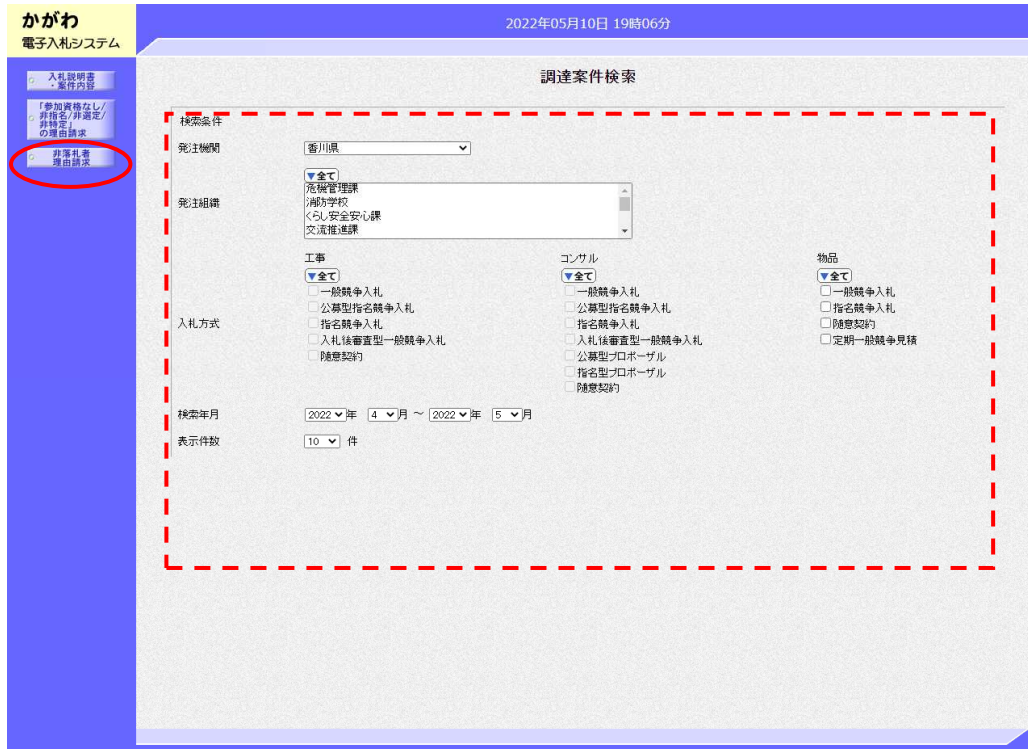 かがわ
電子入札システム
2022年05月10日 19時06分
入札説明書
・案件内容
「参加資格なし/
非指名/非選定/
非特定」
の理由請求
非落札者
理由請求
調達案件検索
検索条件
発注機関
香川県
発注組織
▼全て
危機管理課
消防学校
くらし安全安心課
交流推進課
入札方式
工事
▼全て
一般競争入札
公募型指名競争入札
指名競争入札
入札後審査型一般競争入札
随意契約
コンサル
▼全て
一般競争入札
公募型指名競争入札
指名競争入札
入札後審査型一般競争入札
公募型プロポーザル
指名型プロポーザル
随意契約
物品
▼全て
一般競争入札
指名競争入札
随意契約
定期一般競争見積
検索年月
2022 年 4 月 ～ 2022 年 5 月
表示件数
10 件